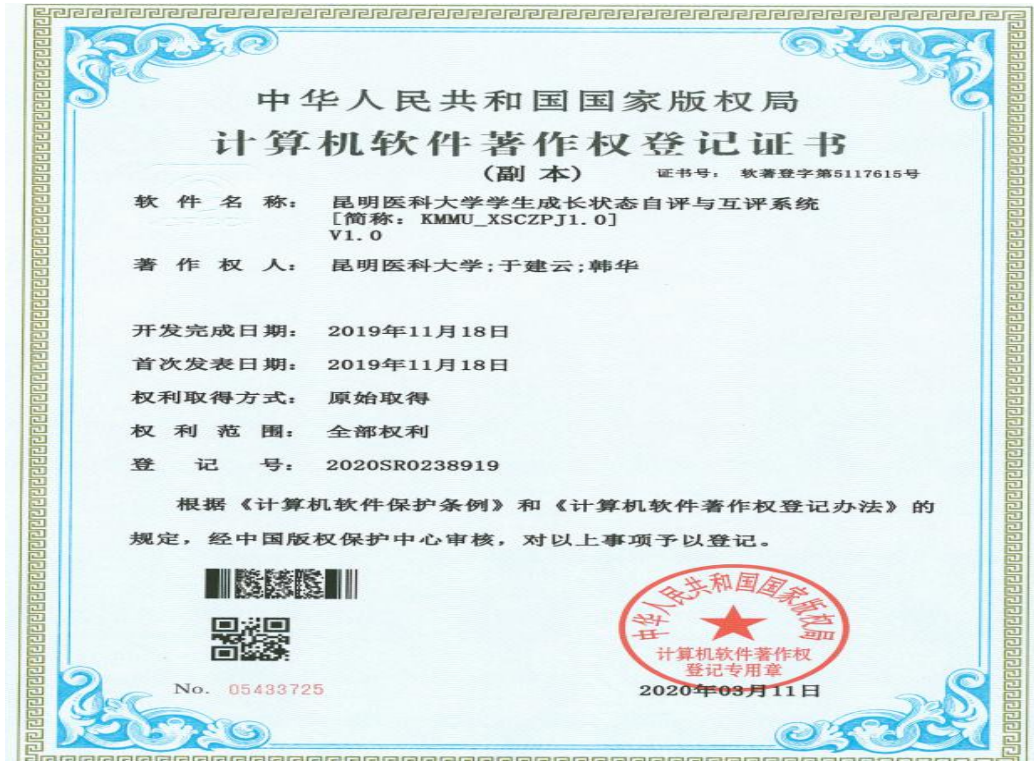 中华人民共和国国家版权局
计算机软件著作权登记证书
(副本)
证书号: 软著登字第5117615号
软件名称: 昆明医科大学学生成长状态自评与互评系统
[简称: KMMU_XSCZPJ1.0]
V1.0
著作权人: 昆明医科大学;于建云;韩华
开发完成日期: 2019年11月18日
首次发表日期: 2019年11月18日
权利取得方式: 原始取得
权利范围: 全部权利
登记号: 2020SR0238919
根据《计算机软件保护条例》和《计算机软件著作权登记办法》的
规定,经中国版权保护中心审核,对以上事项予以登记。
中华人民共和国国家版权局
计算机软件著作权
登记专用章
No. 05433725
2020年03月11日